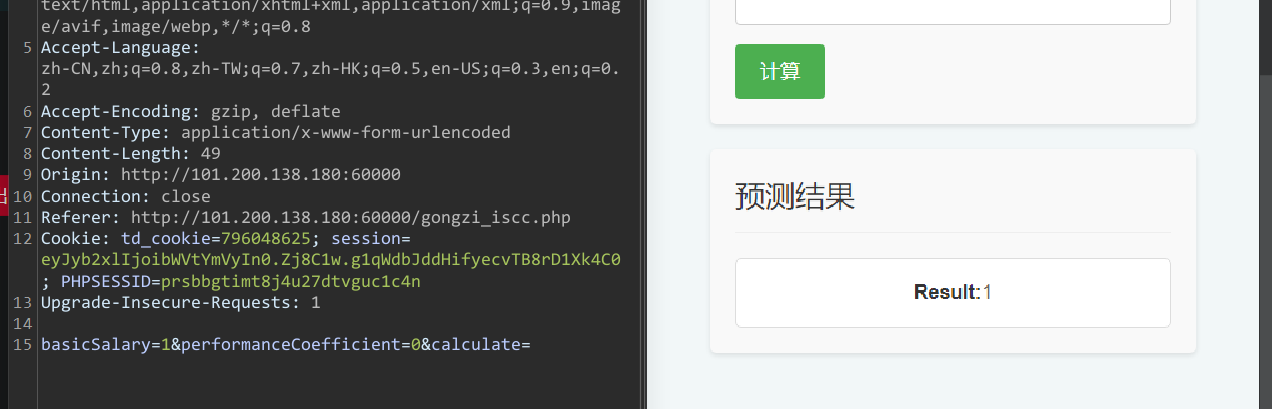 text/html,application/xhtml+xml,application/xml;q=0.9,imag
e/avif,image/webp,*/*;q=0.8
5 Accept-Language:
zh-CN,zh;q=0.8,zh-TW;q=0.7,zh-HK;q=0.5,en-US;q=0.3,en;q=0.
2
6 Accept-Encoding: gzip, deflate
7 Content-Type: application/x-www-form-urlencoded
8 Content-Length: 49
9 Origin: http://101.200.138.180:60000
10 Connection: close
11 Referer: http://101.200.138.180:60000/gongzi_iscc.php
12 Cookie: td_cookie=796048625; session=
eyJyb2xlIjoibWVtYmVyIn0.Zj8C1w.g1qWdbJddHifyecvTB8rD1Xk4C0
; PHPSESSID=prsbbgtimt8j4u27dtvguc1c4n
13 Upgrade-Insecure-Requests: 1
14
15 basicSalary=1&performanceCoefficient=0&calculate=
计算
预测结果
Result:1